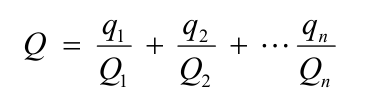 Q = q₁/Q₁ + q₂/Q₂ + ⋯ qₙ/Qₙ